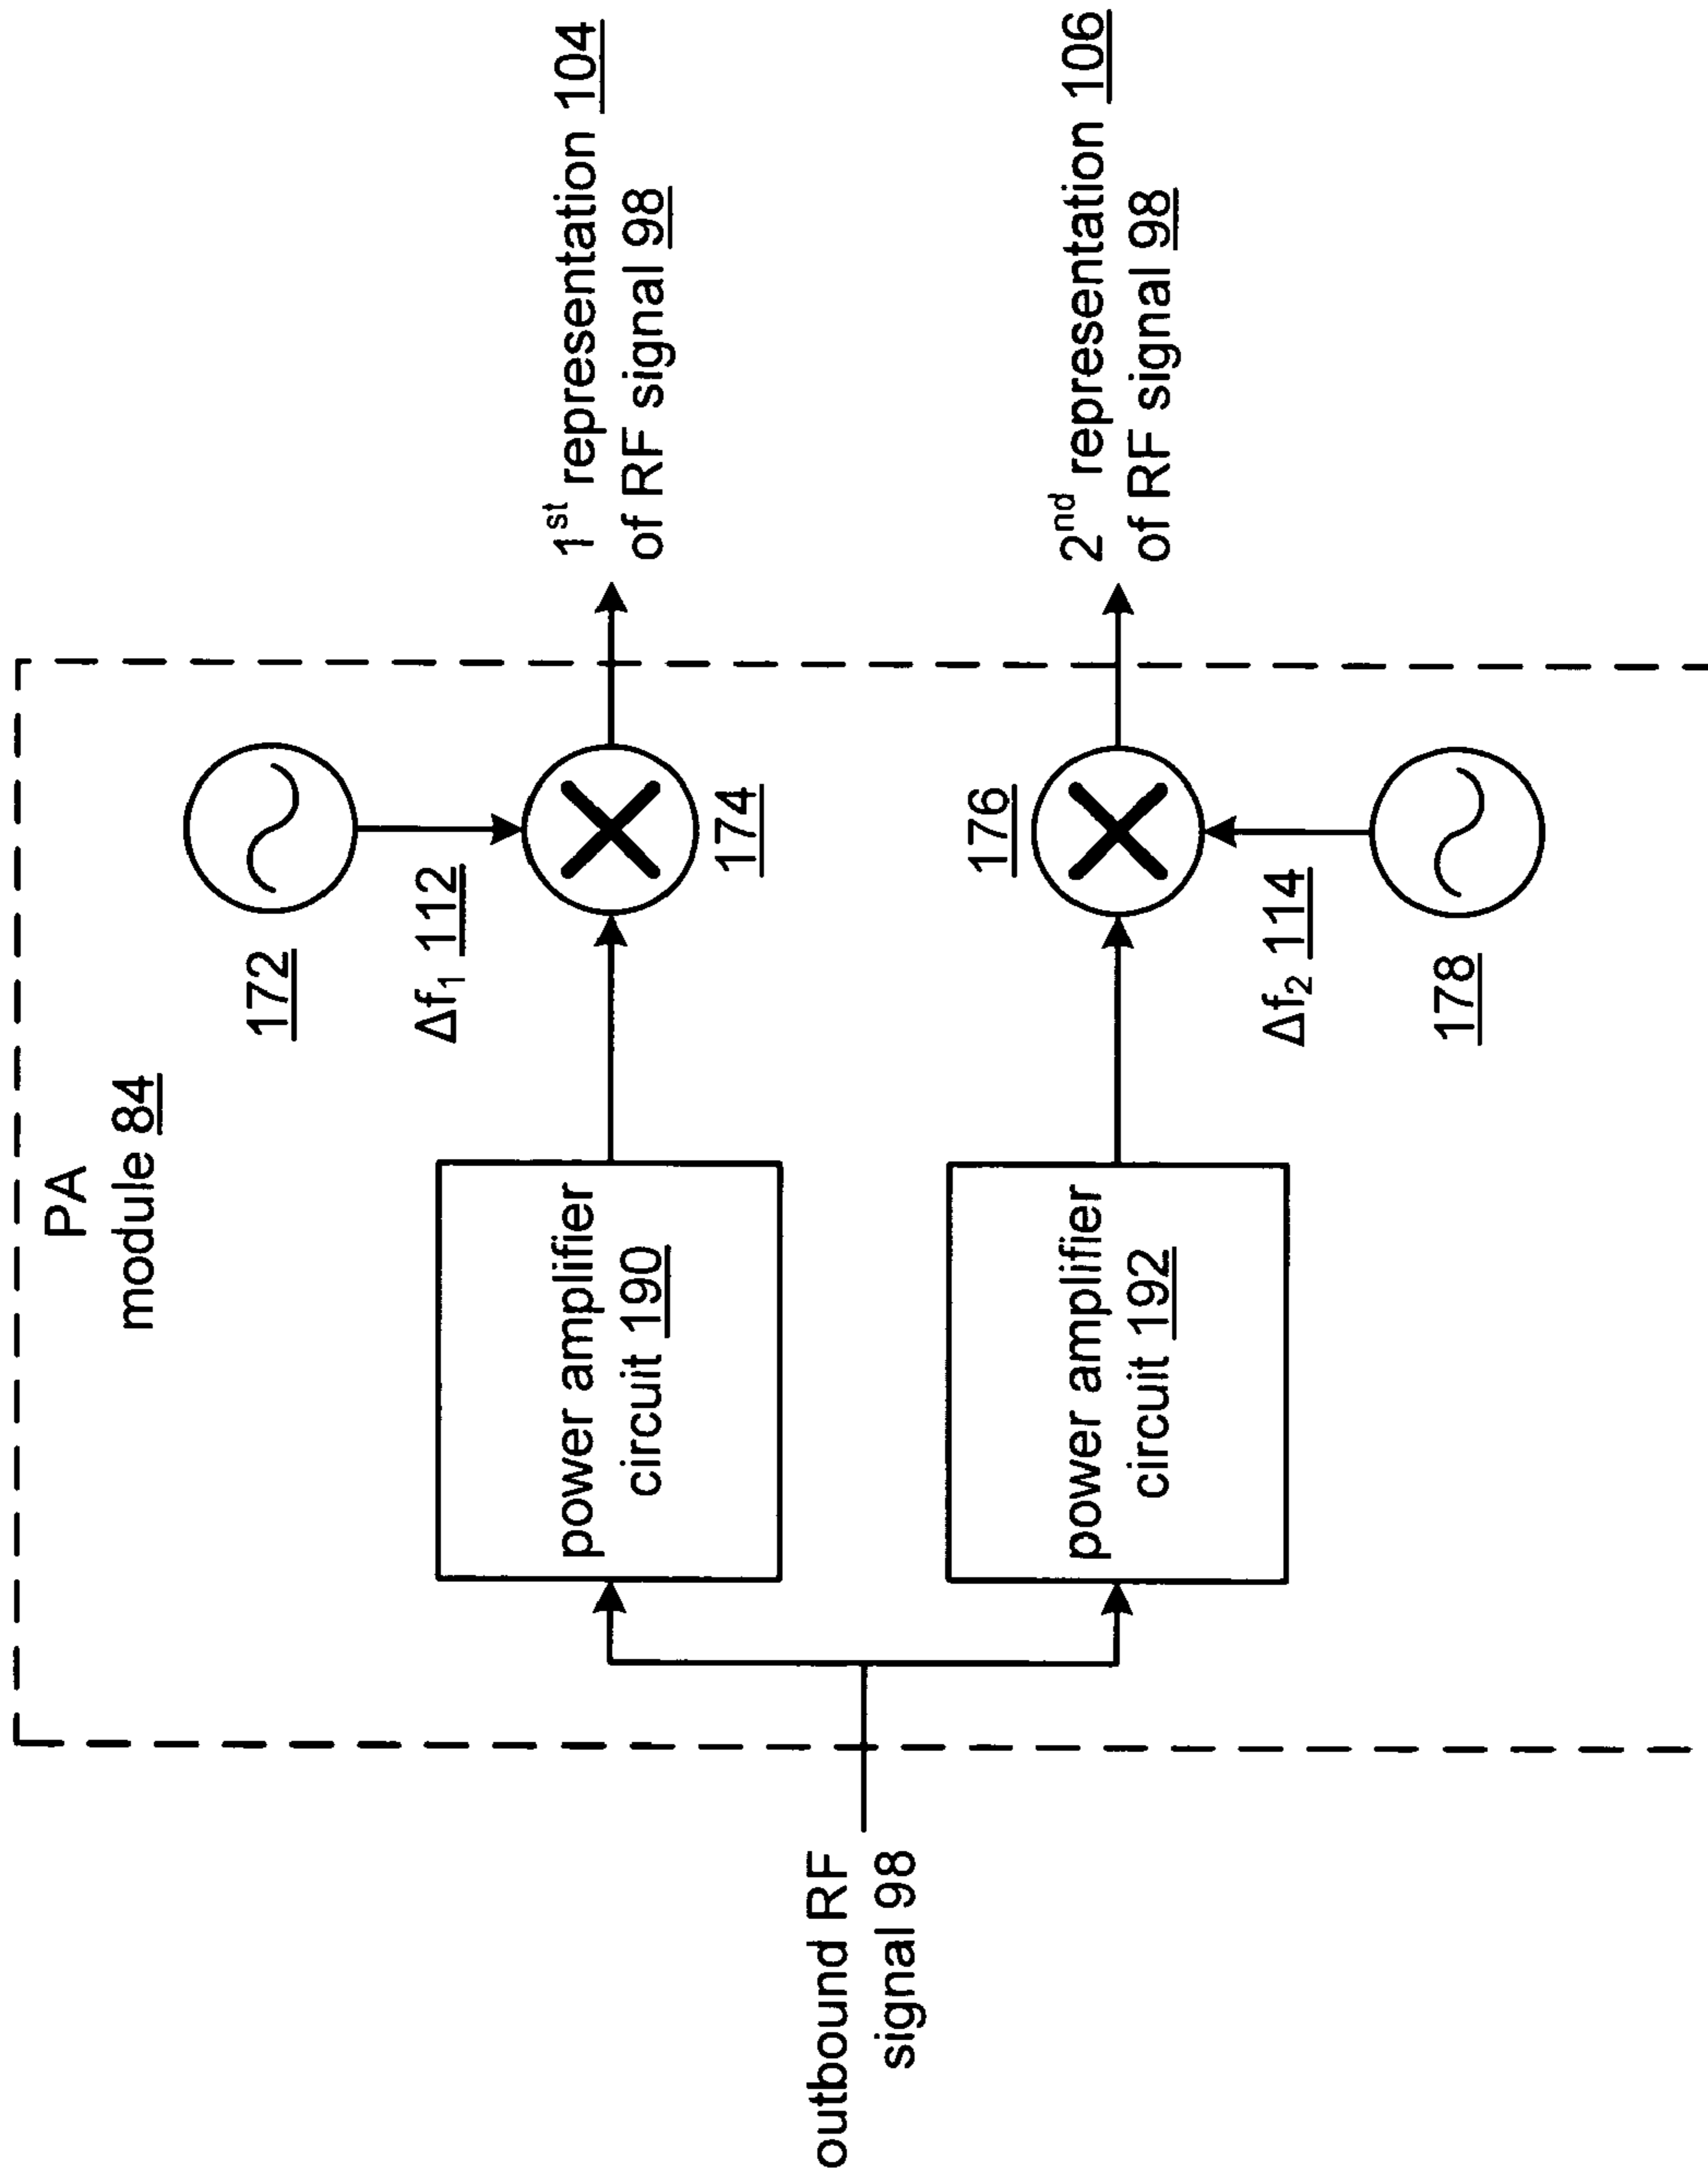 PA
module 84
172
Δf₁ 112
174
1ˢᵗ representation 104
of RF signal 98
power amplifier
circuit 190
outbound RF
signal 98
power amplifier
circuit 192
176
Δf₂ 114
178
2ⁿᵈ representation 106
of RF signal 98